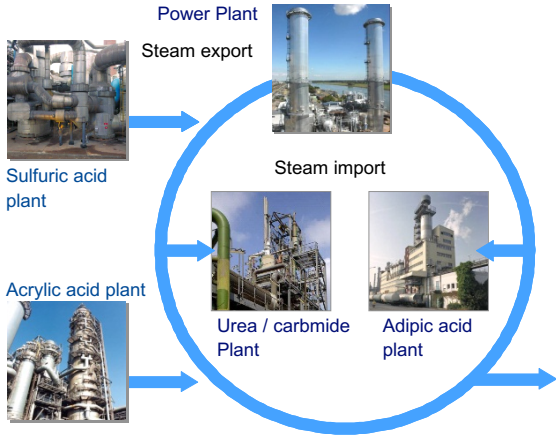 Power Plant
Steam export
Sulfuric acid
plant
Steam import
Acrylic acid plant
Urea / carbmide
Plant
Adipic acid
plant